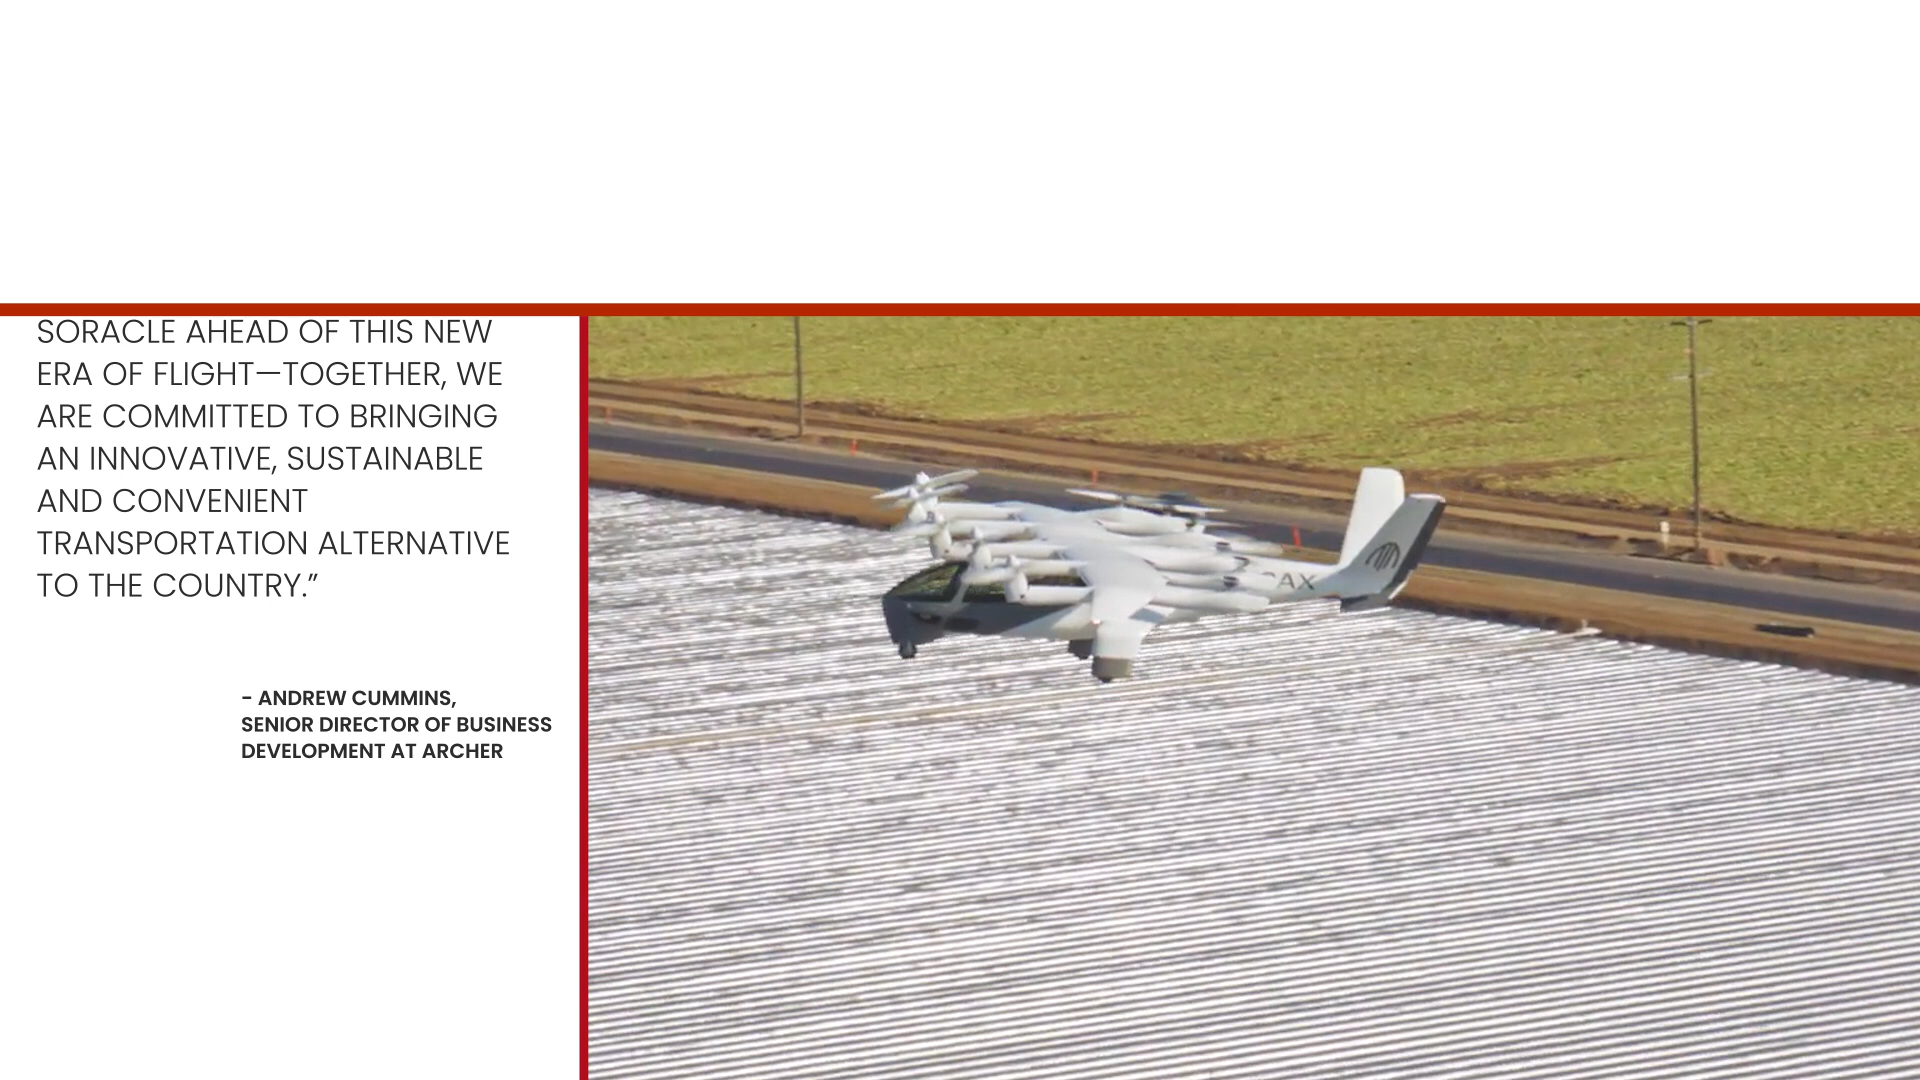 SORACLE AHEAD OF THIS NEW
ERA OF FLIGHT—TOGETHER, WE
ARE COMMITTED TO BRINGING
AN INNOVATIVE, SUSTAINABLE
AND CONVENIENT
TRANSPORTATION ALTERNATIVE
TO THE COUNTRY.”
- ANDREW CUMMINS,
SENIOR DIRECTOR OF BUSINESS
DEVELOPMENT AT ARCHER